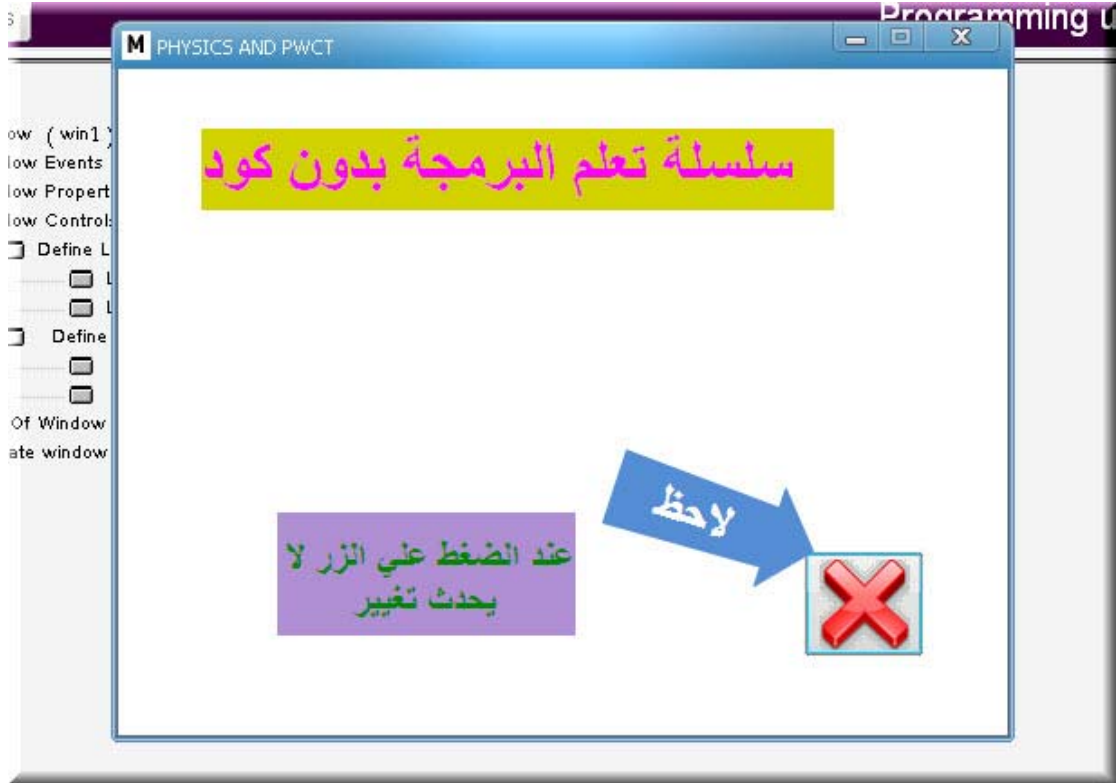 Programming u
M PHYSICS AND PWCT
سلسلة تعلم البرمجة بدون كود
ow ( win1 )
low Events
low Propert
low Control:
Define L
L
L
Define
Of Window
ate window
لاحظ
عند الضغط علي الزر لا
يحدث تغيير